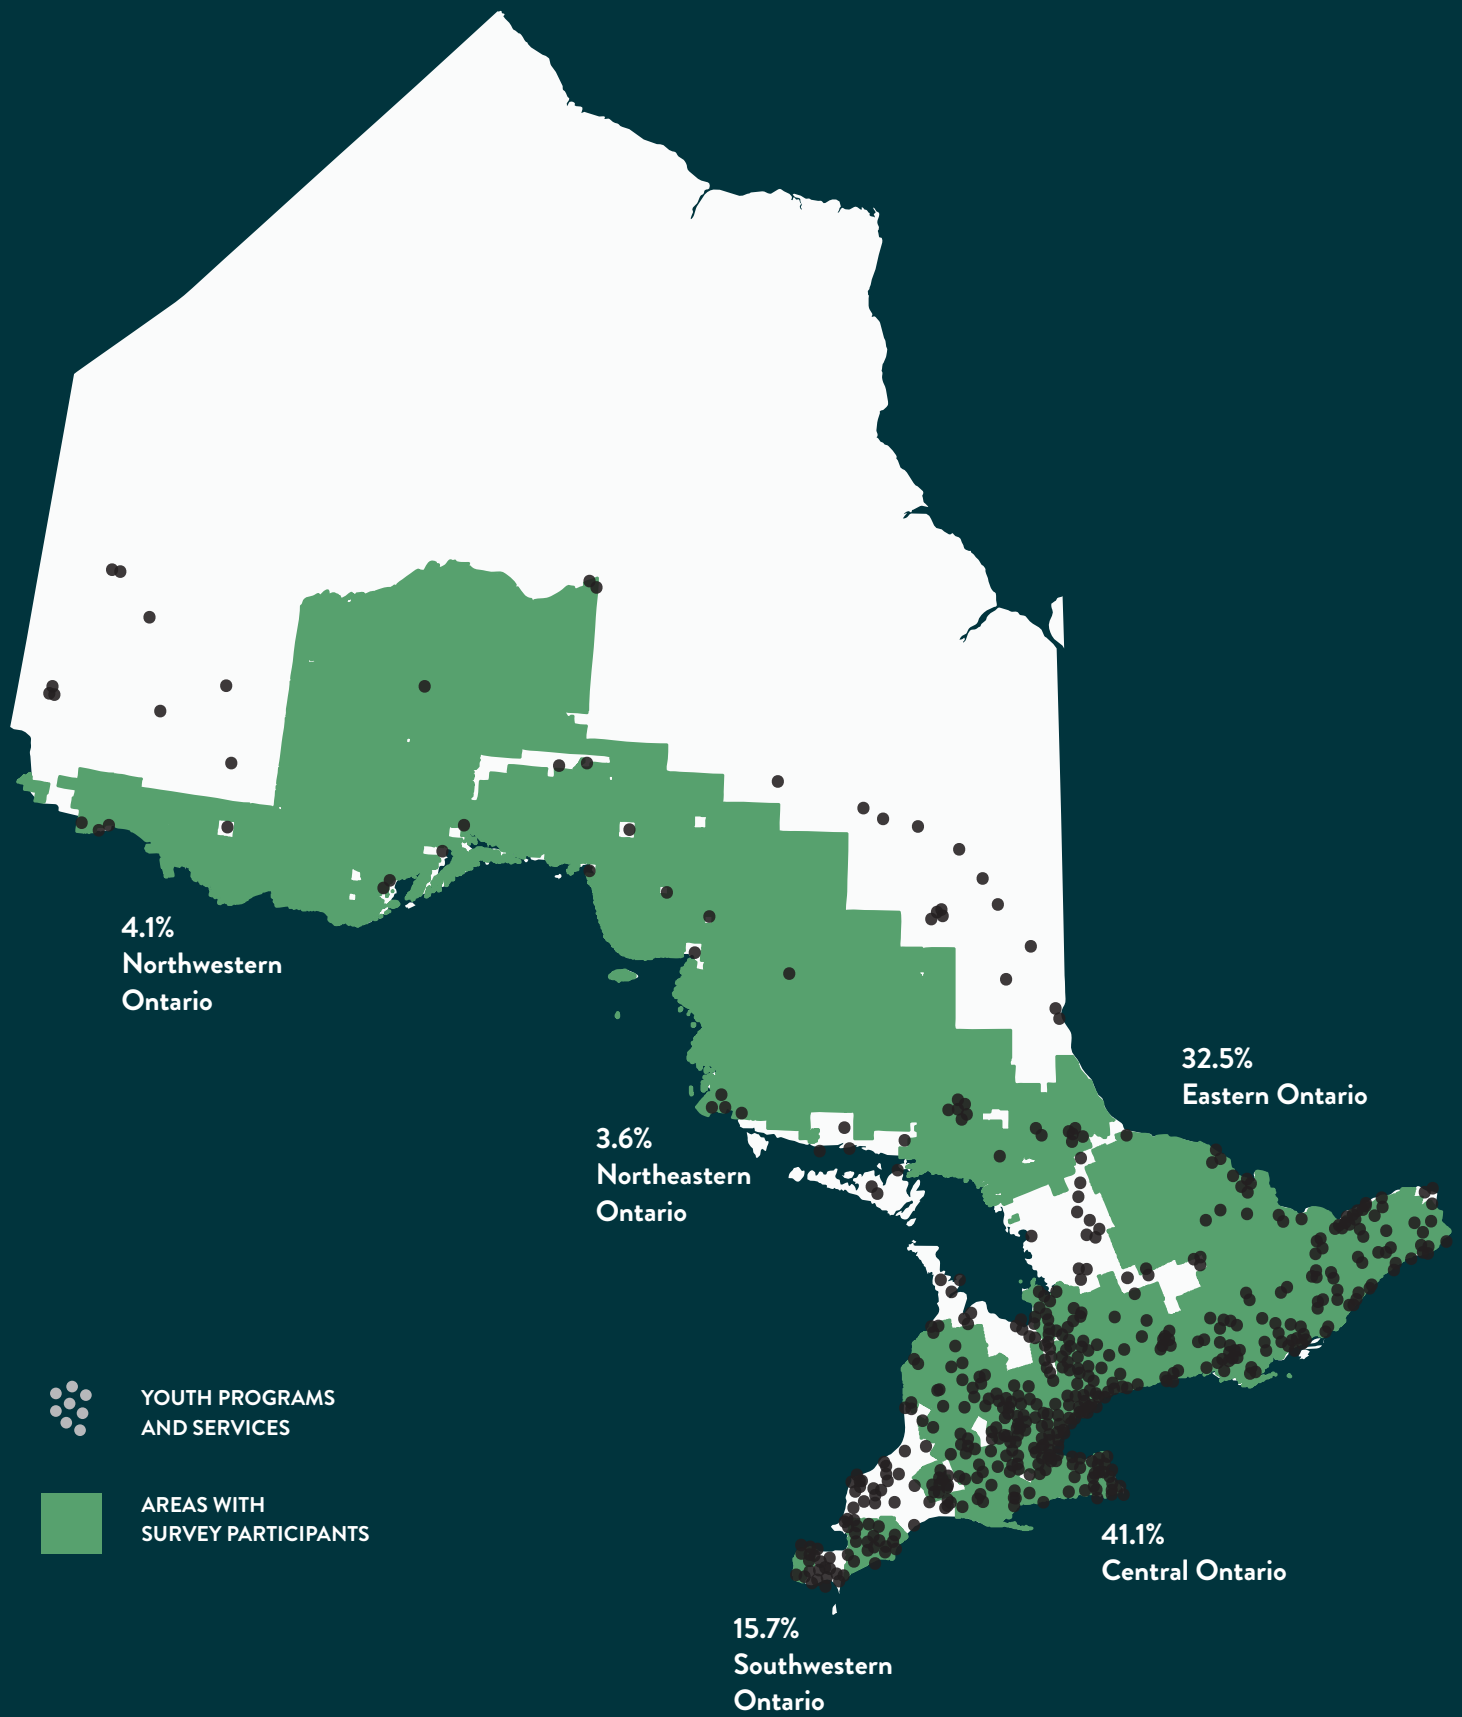 4.1%
Northwestern
Ontario
32.5%
Eastern Ontario
3.6%
Northeastern
Ontario
YOUTH PROGRAMS
AND SERVICES
AREAS WITH
SURVEY PARTICIPANTS
41.1%
Central Ontario
15.7%
Southwestern
Ontario